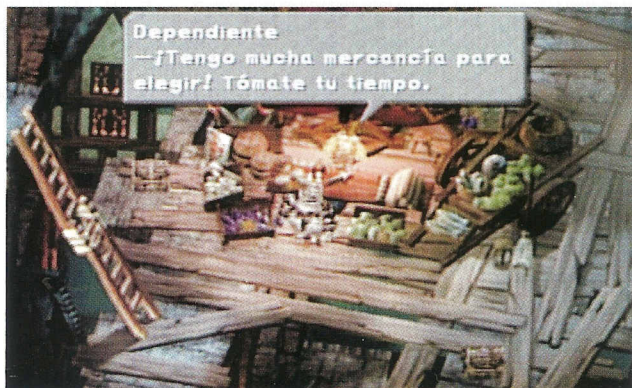 Dependiente
—¡Tengo mucha mercancía para
elegir! Tómate tu tiempo.